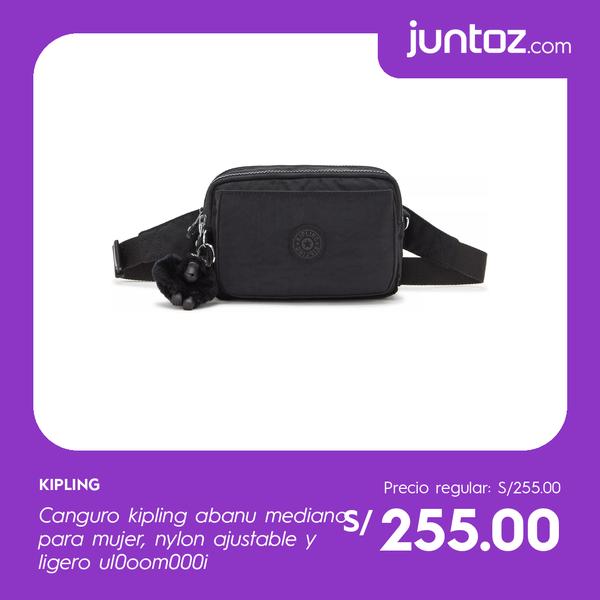 juntoz.com
KIPLING
KIPLING
Precio regular: S/255.00
Canguro kipling abanu mediano
para mujer, nylon ajustable y
ligero ul0oom000i
S/ 255.00